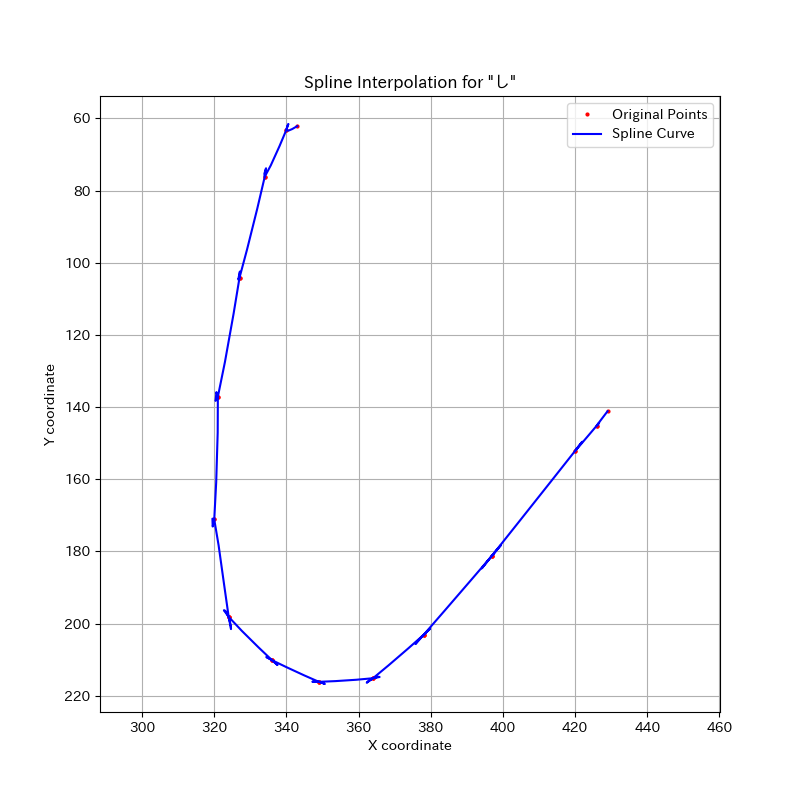 Spline Interpolation for "し"
Original Points
Spline Curve
Y coordinate
60
80
100
120
140
160
180
200
220
300 320 340 360 380 400 420 440 460
X coordinate